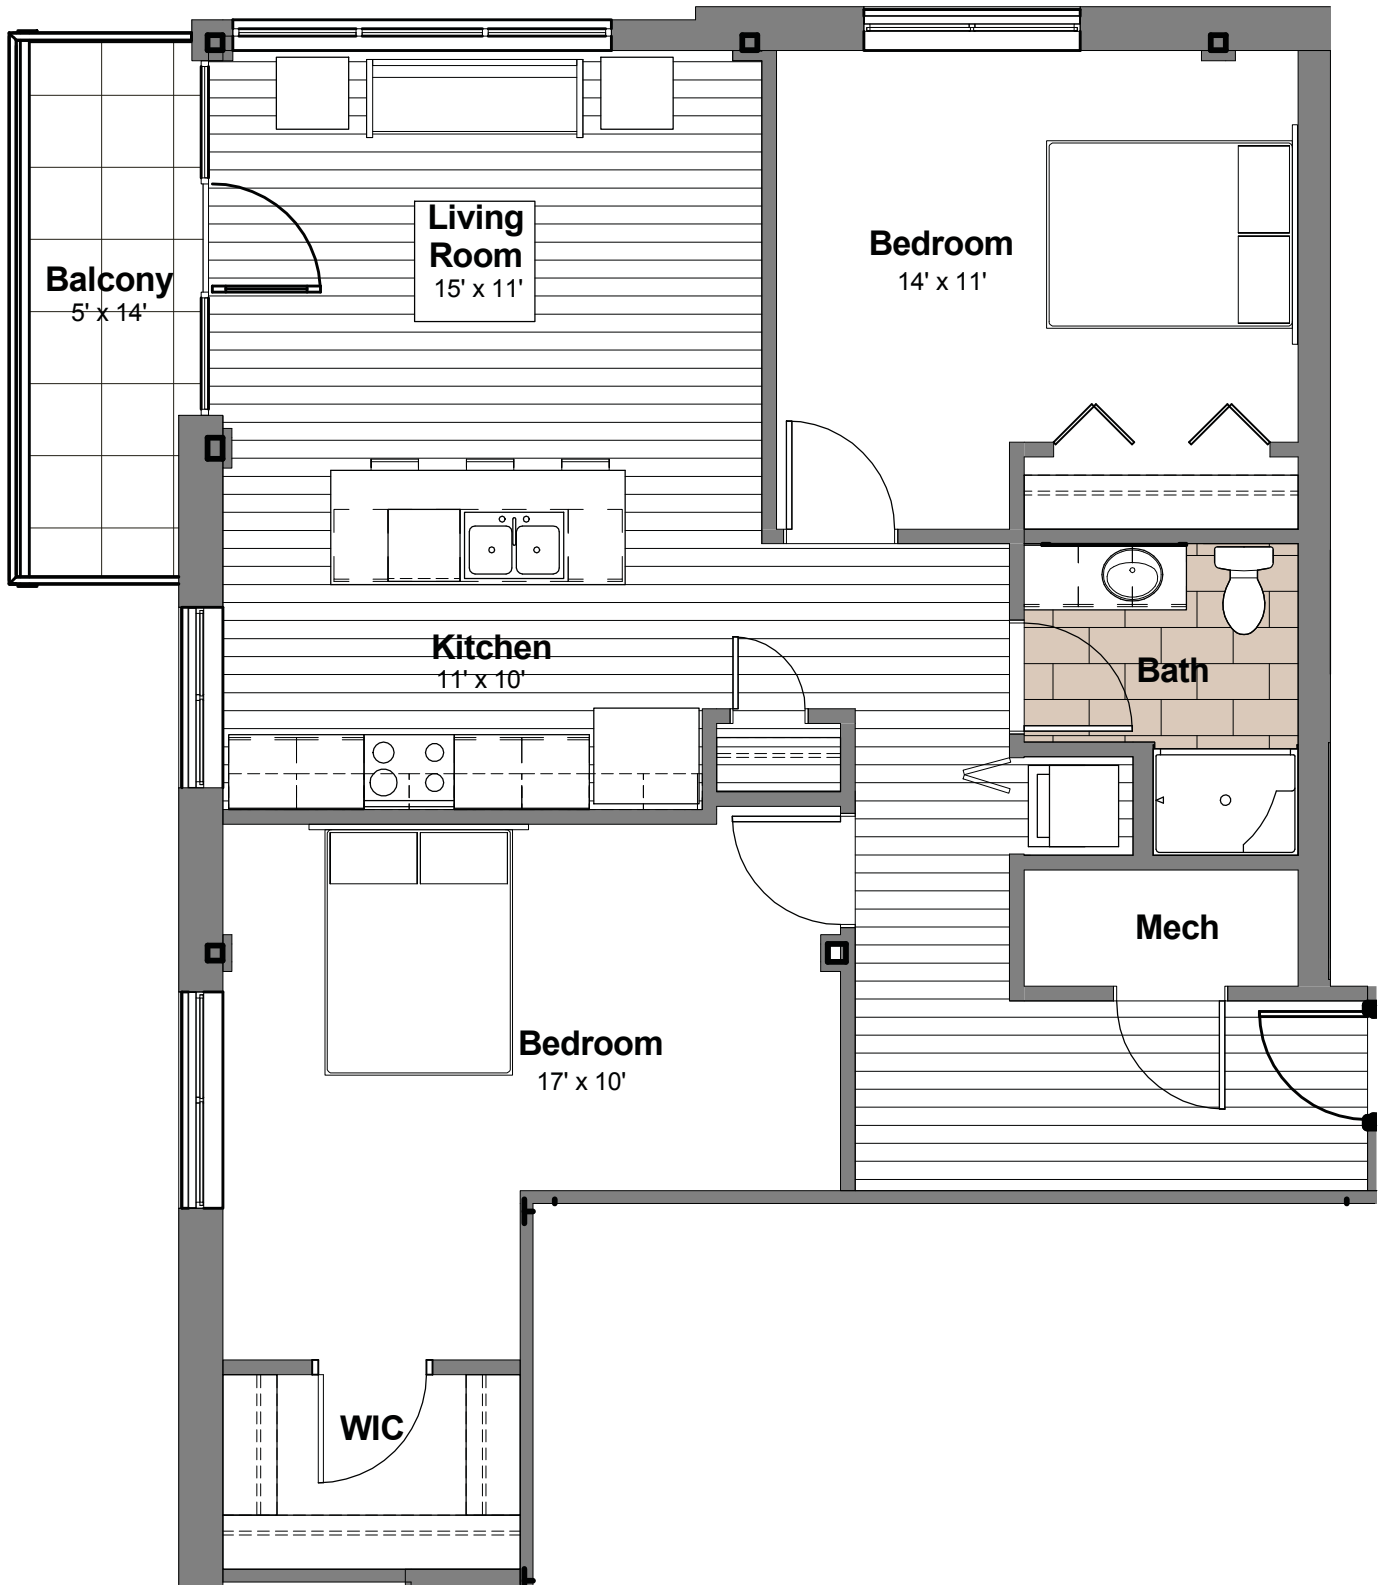 Living
Room
15' x 11'
Bedroom
14' x 11'
Balcony
5' x 14'
Kitchen
11' x 10'
Bath
Mech
Bedroom
17' x 10'
WIC